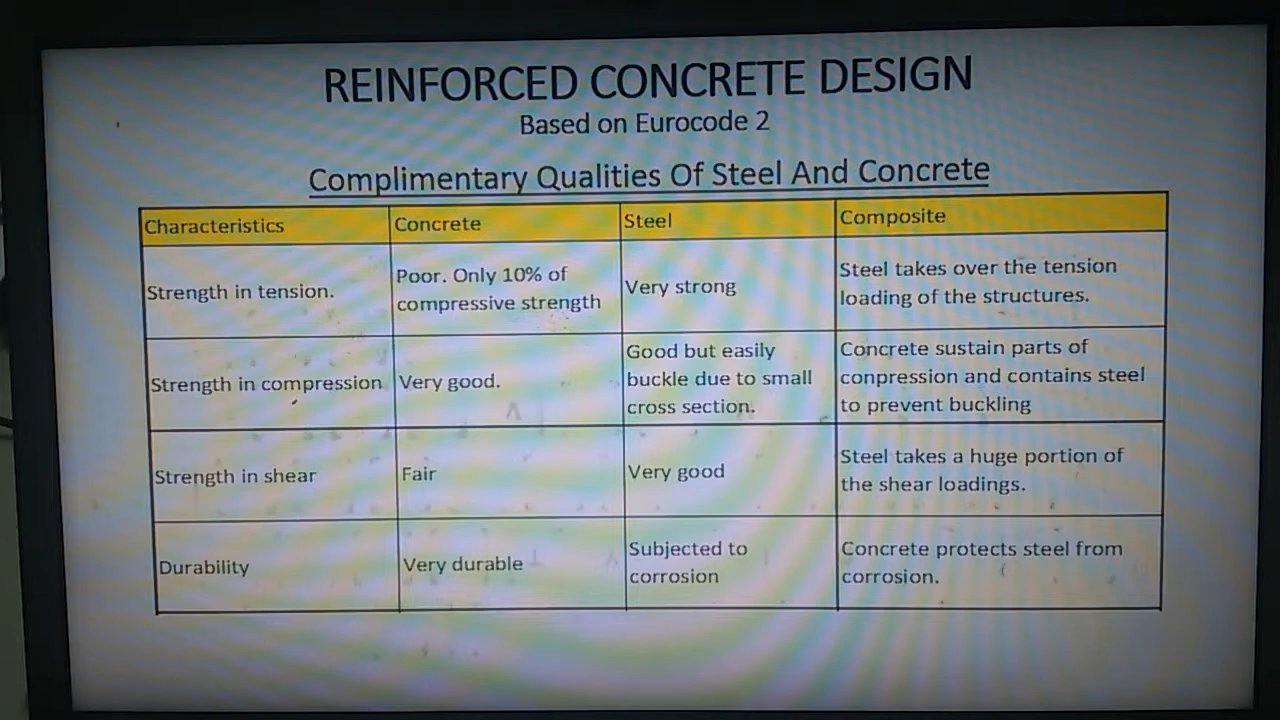 REINFORCED CONCRETE DESIGN
Based on Eurocode 2
Complimentary Qualities Of Steel And Concrete
Characteristics Concrete Steel Composite
Strength in tension. Poor. Only 10% of compressive strength Very strong Steel takes over the tension loading of the structures.
Strength in compression Very good. Good but easily buckle due to small cross section. Concrete sustain parts of conpression and contains steel to prevent buckling
Strength in shear Fair Very good Steel takes a huge portion of the shear loadings.
Durability Very durable Subjected to corrosion Concrete protects steel from corrosion.